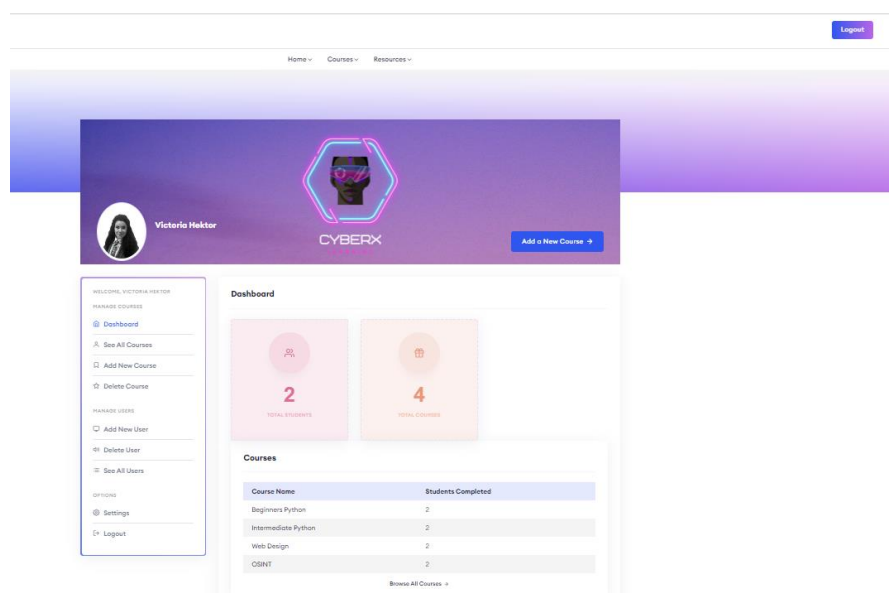 Logout
Home
Courses
Resources
Victoria Hektor
CYBERX
Add a New Course →
WELCOME, VICTORIA HEKTOR
MANAGE COURSES
Dashboard
See All Courses
Add New Course
Delete Course
MANAGE USERS
Add New User
Delete User
See All Users
OPTIONS
Settings
Logout
Dashboard
2
TOTAL STUDENTS
4
TOTAL COURSES
Courses
Course Name Students Completed
Beginners Python 2
Intermediate Python 2
Web Design 2
OSINT 2
Browse All Courses →